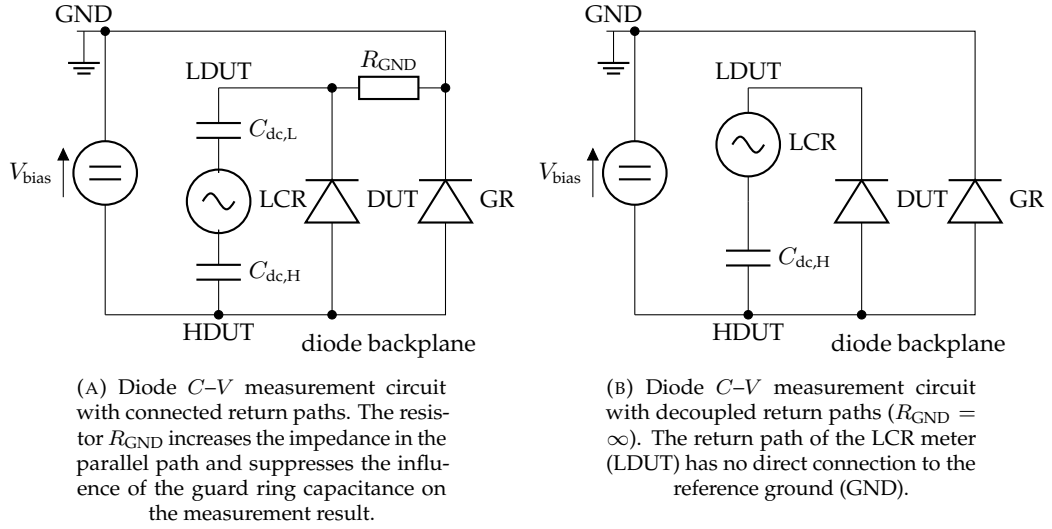 GND
LDUT
R_GND
C_dc,L
V_bias
LCR
DUT
GR
C_dc,H
HDUT
diode backplane
(A) Diode C–V measurement circuit
with connected return paths. The resis-
tor R_GND increases the impedance in the
parallel path and suppresses the influ-
ence of the guard ring capacitance on
the measurement result.
GND
LDUT
LCR
V_bias
DUT
GR
C_dc,H
HDUT
diode backplane
(B) Diode C–V measurement circuit
with decoupled return paths (R_GND =
∞). The return path of the LCR meter
(LDUT) has no direct connection to the
reference ground (GND).